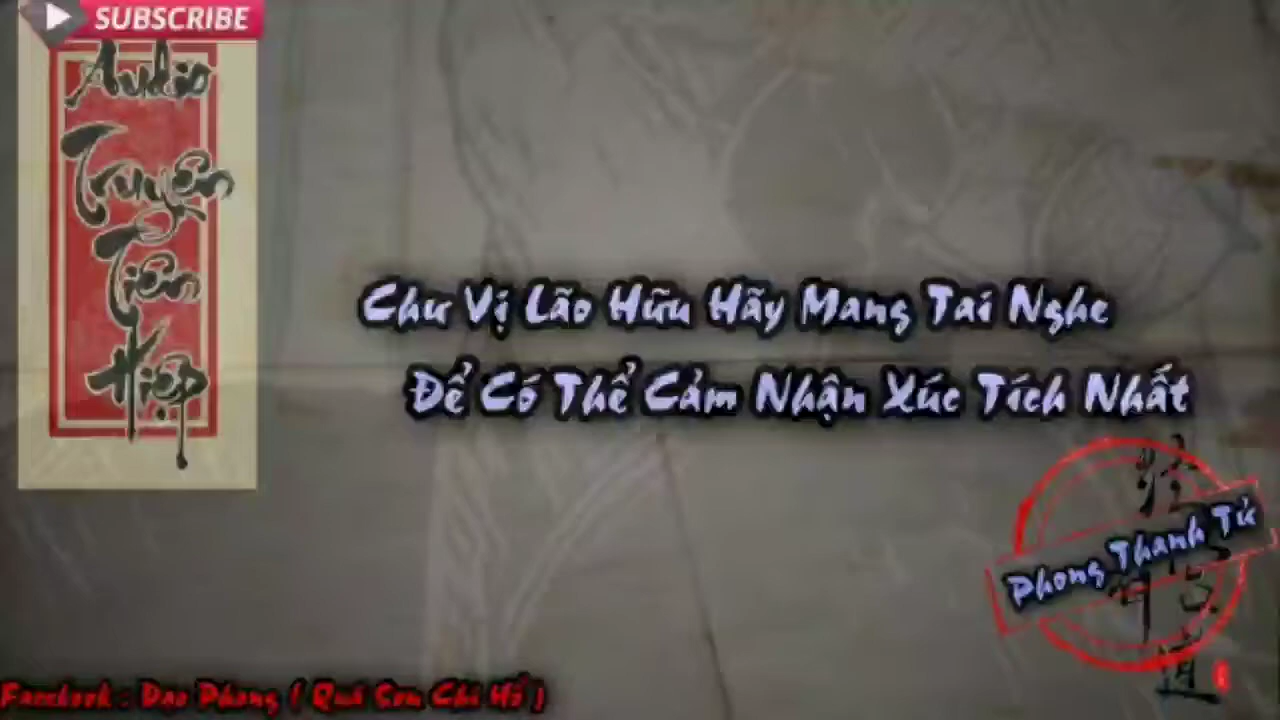 SUBSCRIBE
Audio
Truyện
Tiên
Hiệp
Chư Vị Lão Hữu Hãy Mang Tai Nghe
Để Có Thể Cảm Nhận Xúc Tích Nhất
Phong Thanh Tử
Facebook : Đạo Phong ( Quá Sơn Chi Hổ )